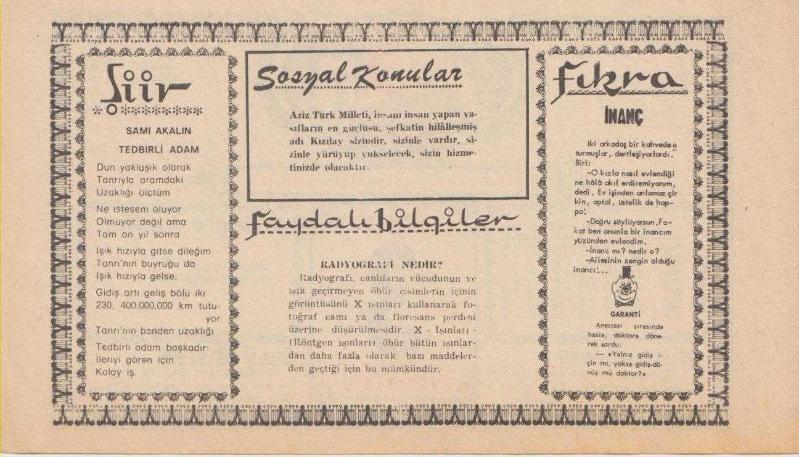 Şiir
SAMİ AKALIN
TEDBİRLİ ADAM
Dun yaklaşık olarak
Tanrıyla aramdaki
Uzaklığı ölçtüm
Ne istesem oluyor
Olmuyor değil ama
Tam on yıl sonra
Işık hızıyla gitse dileğim
Tanrı'nın buyruğu da
Işık hızıyla gelse.
Gidiş artı geliş bölü iki
230, 400.000,000 km tutu-
yor
Tanrı'nın benden uzaklığı
Tedbirli adam başkadır
ileriyi gören için
Kolay iş.
Sosyal Konular
Aziz Türk Milleti, insanı insan yapan va-
sıfların en guçlüsu, şefkatin hilâlleşmiş
adı Kızılay sizindir, sizinle vardır, si-
zinle yürüyup yukselecek, sizin hizme-
tinizde olacaktır.
Faydalı bilgiler
RADYOGRAFİ NEDİR?
Radyografi, canlıların vücudunun ve
ışık geçirmeyen öbür cisimlerin içinin
görüntüsünü X ışınları kullanarak fo-
toğraf camı ya da floresans perdesi
üzerine düşürülmesidir. X - Işınları -
(Röntgen ışınları) öbür bütün ışınlar-
dan daha fazla olarak bazı maddeler-
den geçtiği için bu mümkündür.
Fıkra
İNANÇ
İki arkadaş bir kahvede o
turmuşlar, dertleşiyorlardı.
Biri:
-O kızla nasıl evlendiği
ne hâlâ akıl erdiremiyorum,
dedi. Ev işinden anlamaz çir
kin, aptal, üstelik de hop-
pa'.
-Doğru söylüyorsun.Fa-
kat ben onunla bir inancım
yüzünden evlendim.
-İnanc mı? nedir o?
-Ailesinin zengin olduğu
inancı!...
GARANTİ
Anestezi sırasında
hasta, doktora döne
rek sordu:
— «Yalnız gidiş i-
çin mi, yoksa gidiş-dö-
nüş mü doktor?»